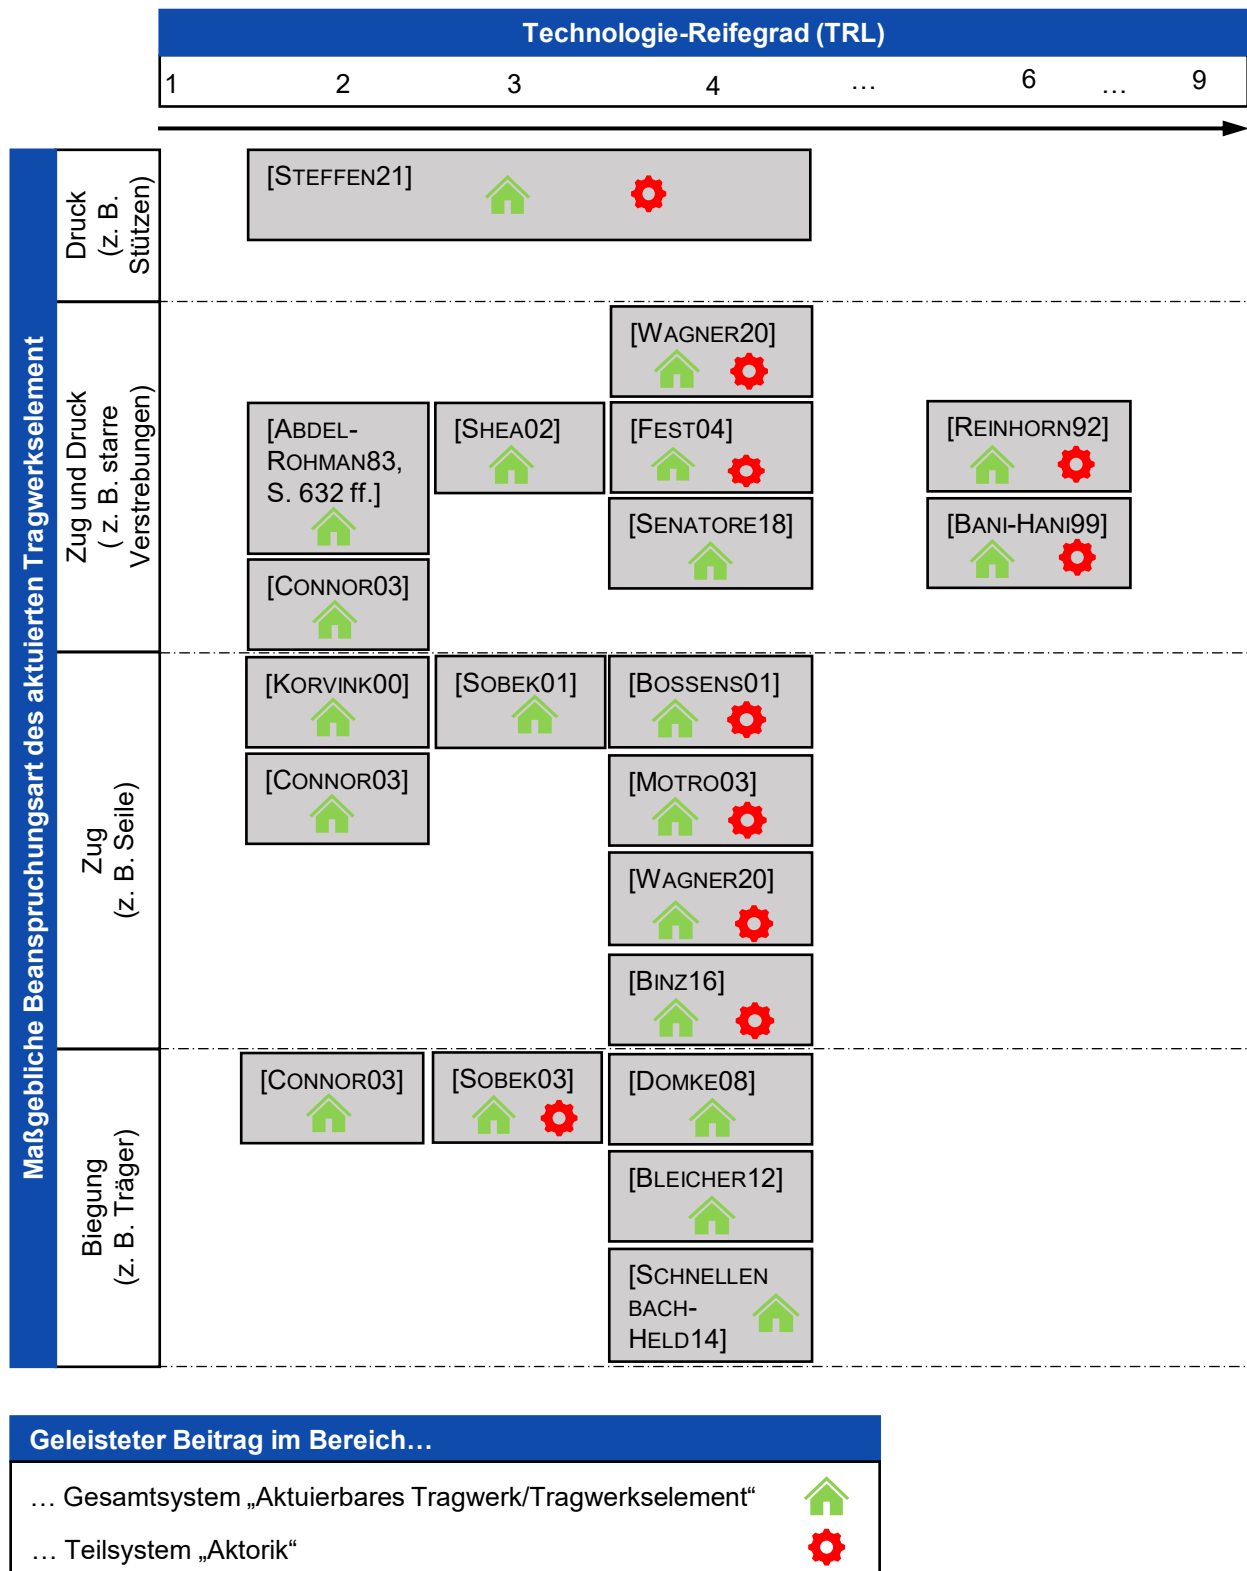 Technologie-Reifegrad (TRL)
1 2 3 4 … 6 … 9
Maßgebliche Beanspruchungsart des aktuierten Tragwerkselement
Druck
(z. B.
Stützen)
[STEFFEN21]
Zug und Druck
( z. B. starre
Verstrebungen)
[ABDEL-
ROHMAN83,
S. 632 ff.]
[CONNOR03]
[SHEA02]
[WAGNER20]
[FEST04]
[SENATORE18]
[REINHORN92]
[BANI-HANI99]
Zug
(z. B. Seile)
[KORVINK00]
[CONNOR03]
[SOBEK01]
[BOSSENS01]
[MOTRO03]
[WAGNER20]
[BINZ16]
Biegung
(z. B. Träger)
[CONNOR03]
[SOBEK03]
[DOMKE08]
[BLEICHER12]
[SCHNELLEN
BACH-
HELD14]
Geleisteter Beitrag im Bereich…
… Gesamtsystem „Aktuierbares Tragwerk/Tragwerkselement“
… Teilsystem „Aktorik“